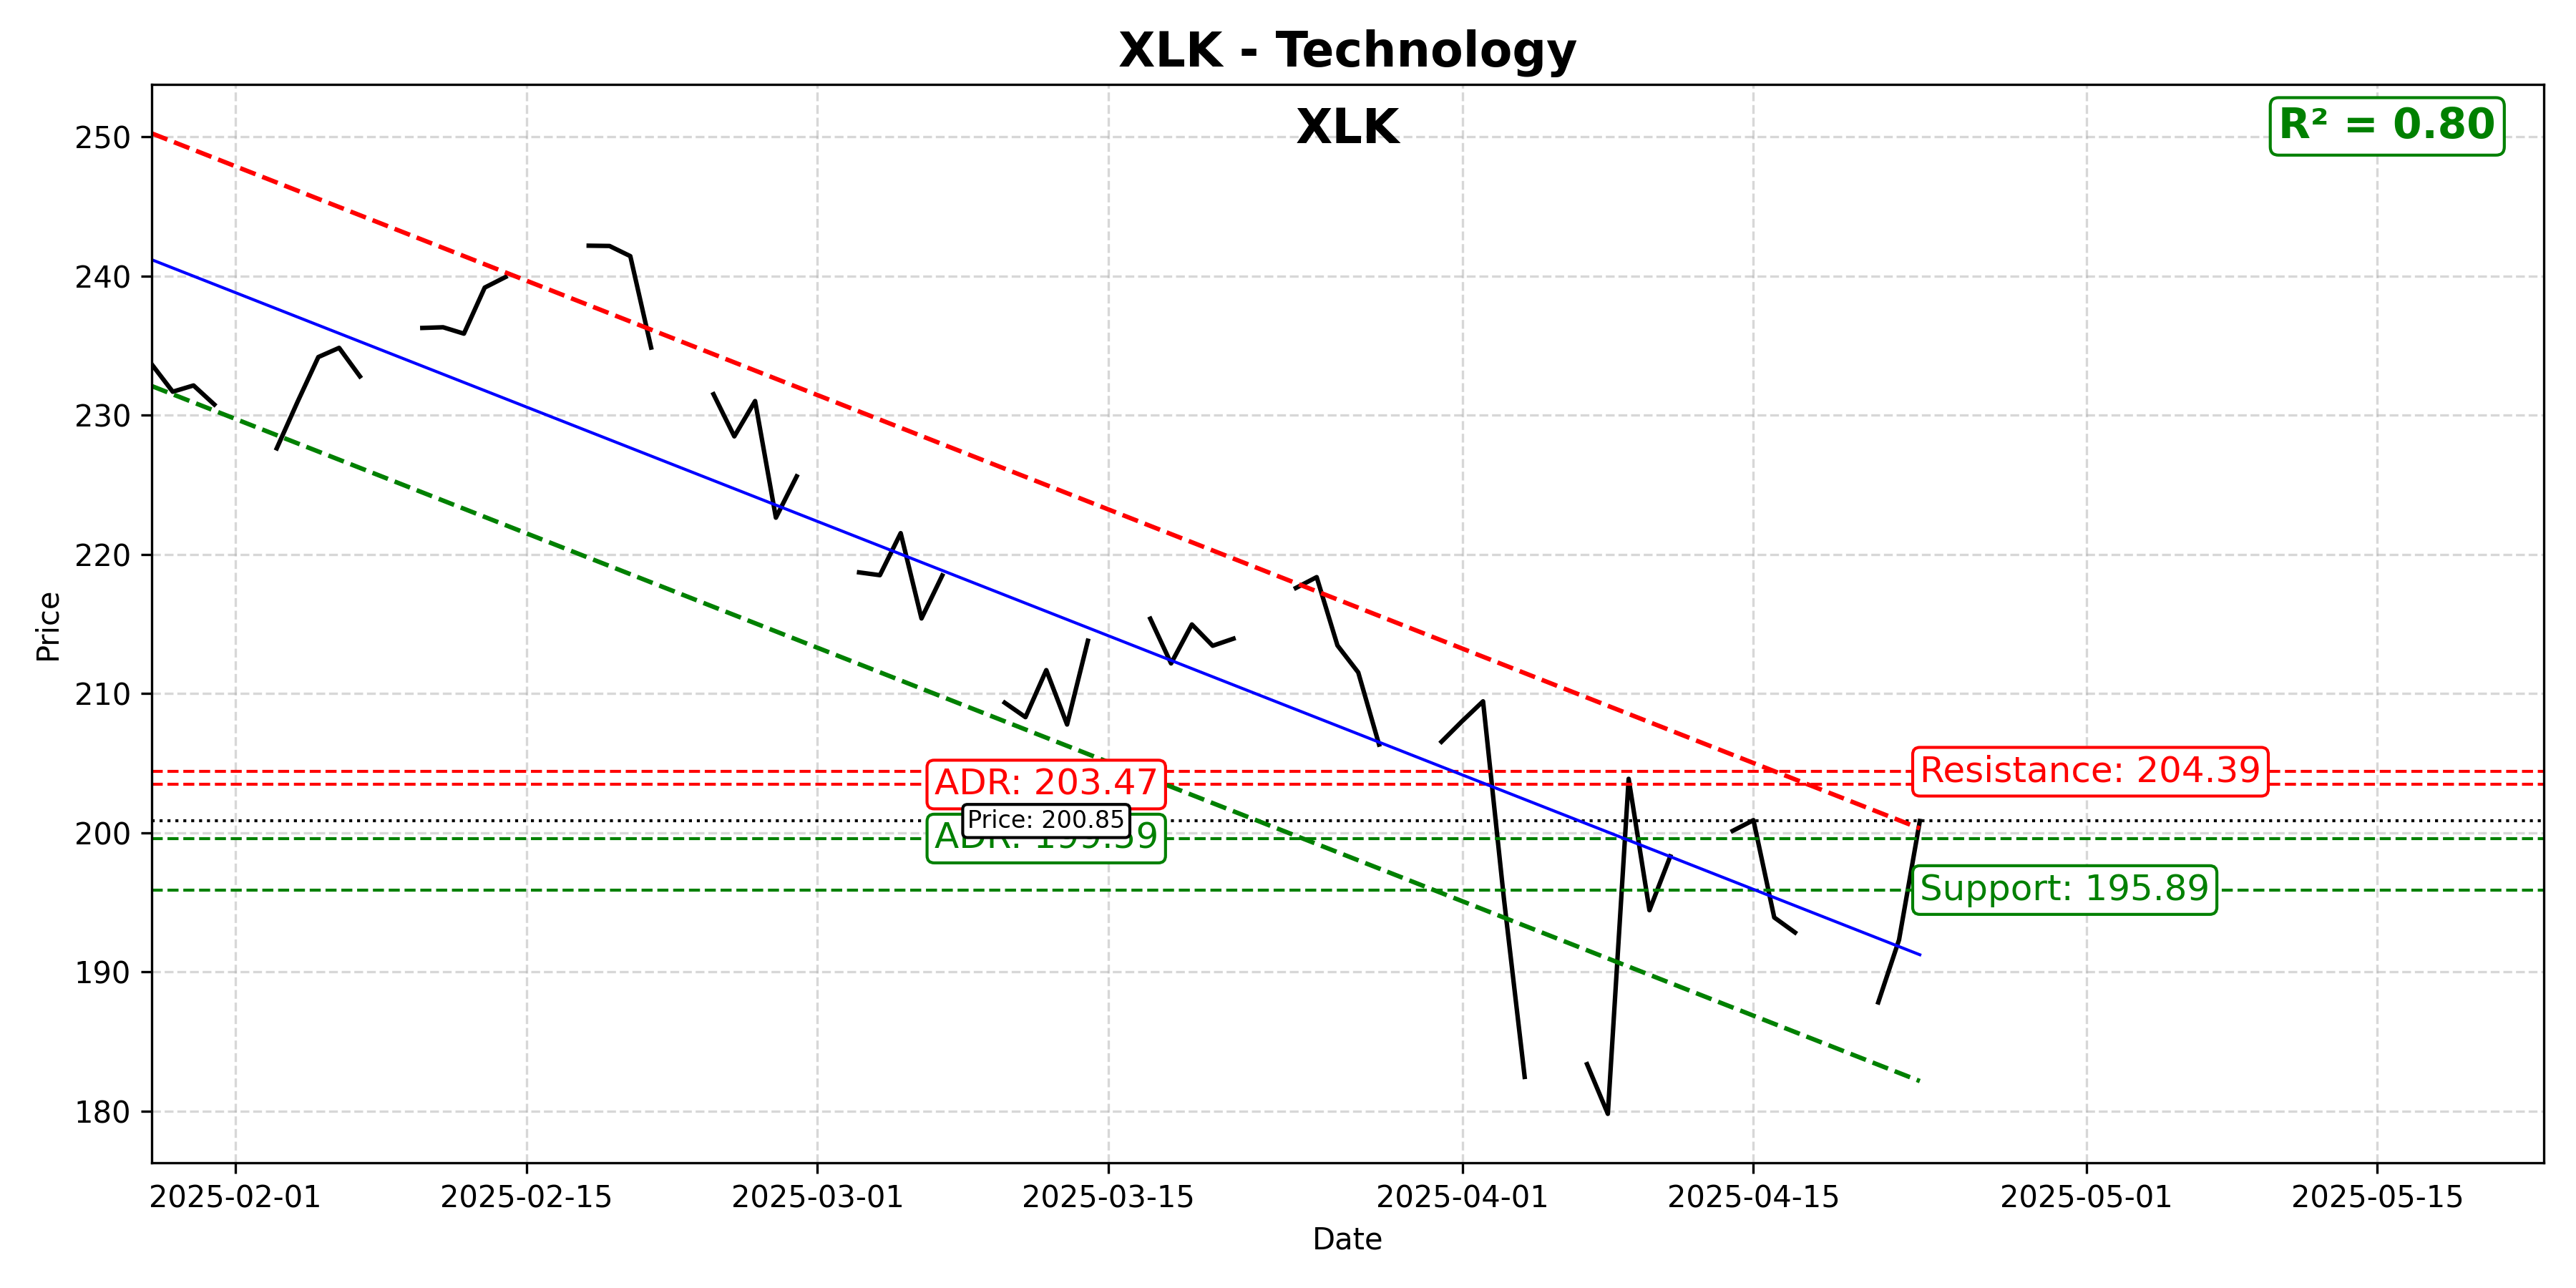 XLK - Technology
XLK
R² = 0.80
250
240
230
220
210
200
190
180
Price
ADR: 203.47
Price: 200.85
Resistance: 204.39
Support: 195.89
2025-02-01
2025-02-15
2025-03-01
2025-03-15
2025-04-01
2025-04-15
2025-05-01
2025-05-15
Date